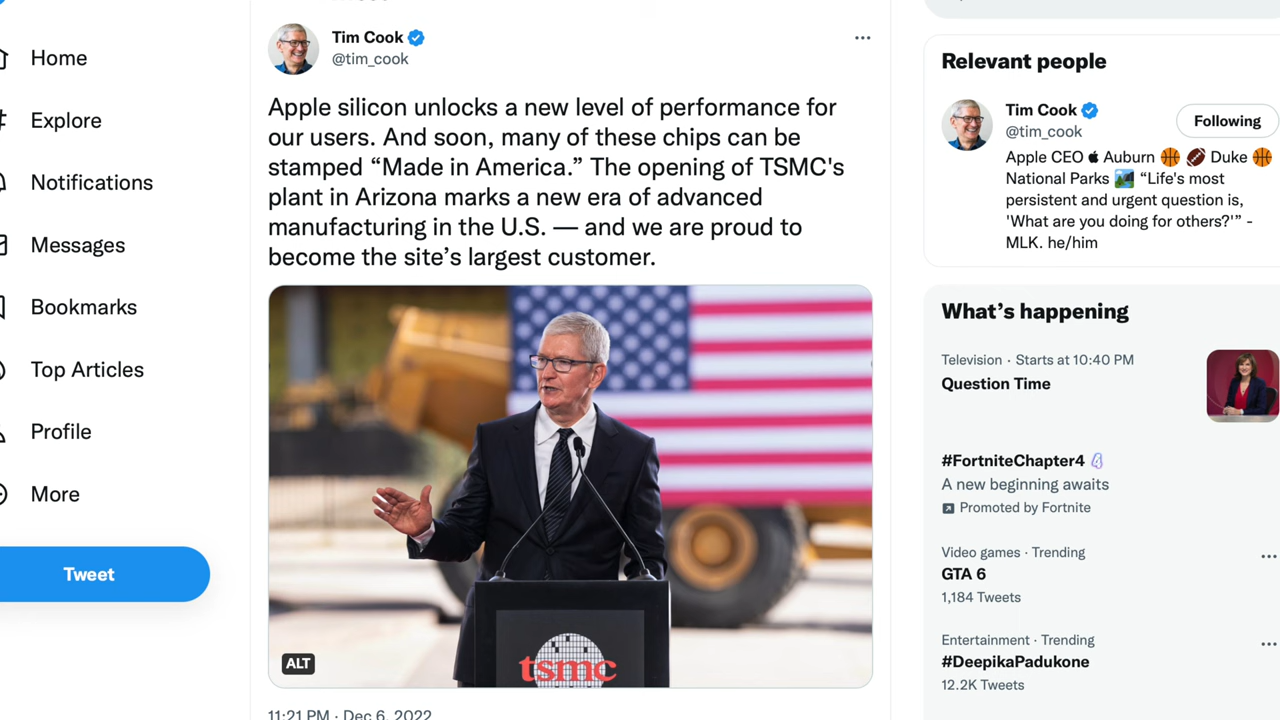 Home
Explore
Notifications
Messages
Bookmarks
Top Articles
Profile
More
Tweet
Tim Cook
@tim_cook
Apple silicon unlocks a new level of performance for
our users. And soon, many of these chips can be
stamped “Made in America.” The opening of TSMC's
plant in Arizona marks a new era of advanced
manufacturing in the U.S. — and we are proud to
become the site’s largest customer.
ALT
tsmc
11:21 PM · Dec 6, 2022
Relevant people
Tim Cook
Following
@tim_cook
Apple CEO  Auburn 🏀 🏈 Duke 🏀
National Parks 🏞️ “Life's most
persistent and urgent question is,
'What are you doing for others?'” -
MLK. he/him
What’s happening
Television · Starts at 10:40 PM
Question Time
#FortniteChapter4
A new beginning awaits
Promoted by Fortnite
Video games · Trending
GTA 6
1,184 Tweets
Entertainment · Trending
#DeepikaPadukone
12.2K Tweets